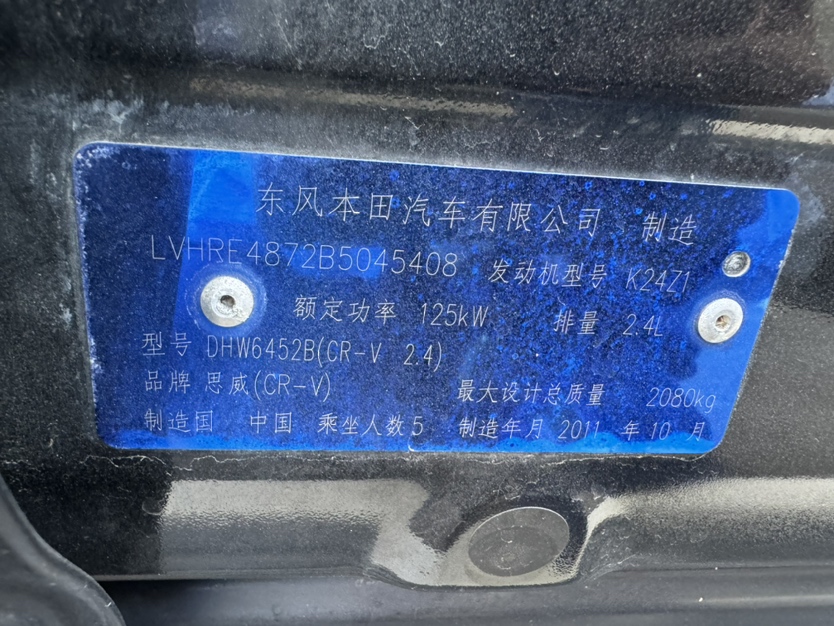 东风本田汽车有限公司 制造
LVHRE4872B5045408 发动机型号 K24Z1
额定功率 125kW 排量 2.4L
型号 DHW6452B(CR-V 2.4)
品牌 思威(CR-V) 最大设计总质量 2080kg
制造国 中国 乘坐人数5 制造年月 2011 年 10 月